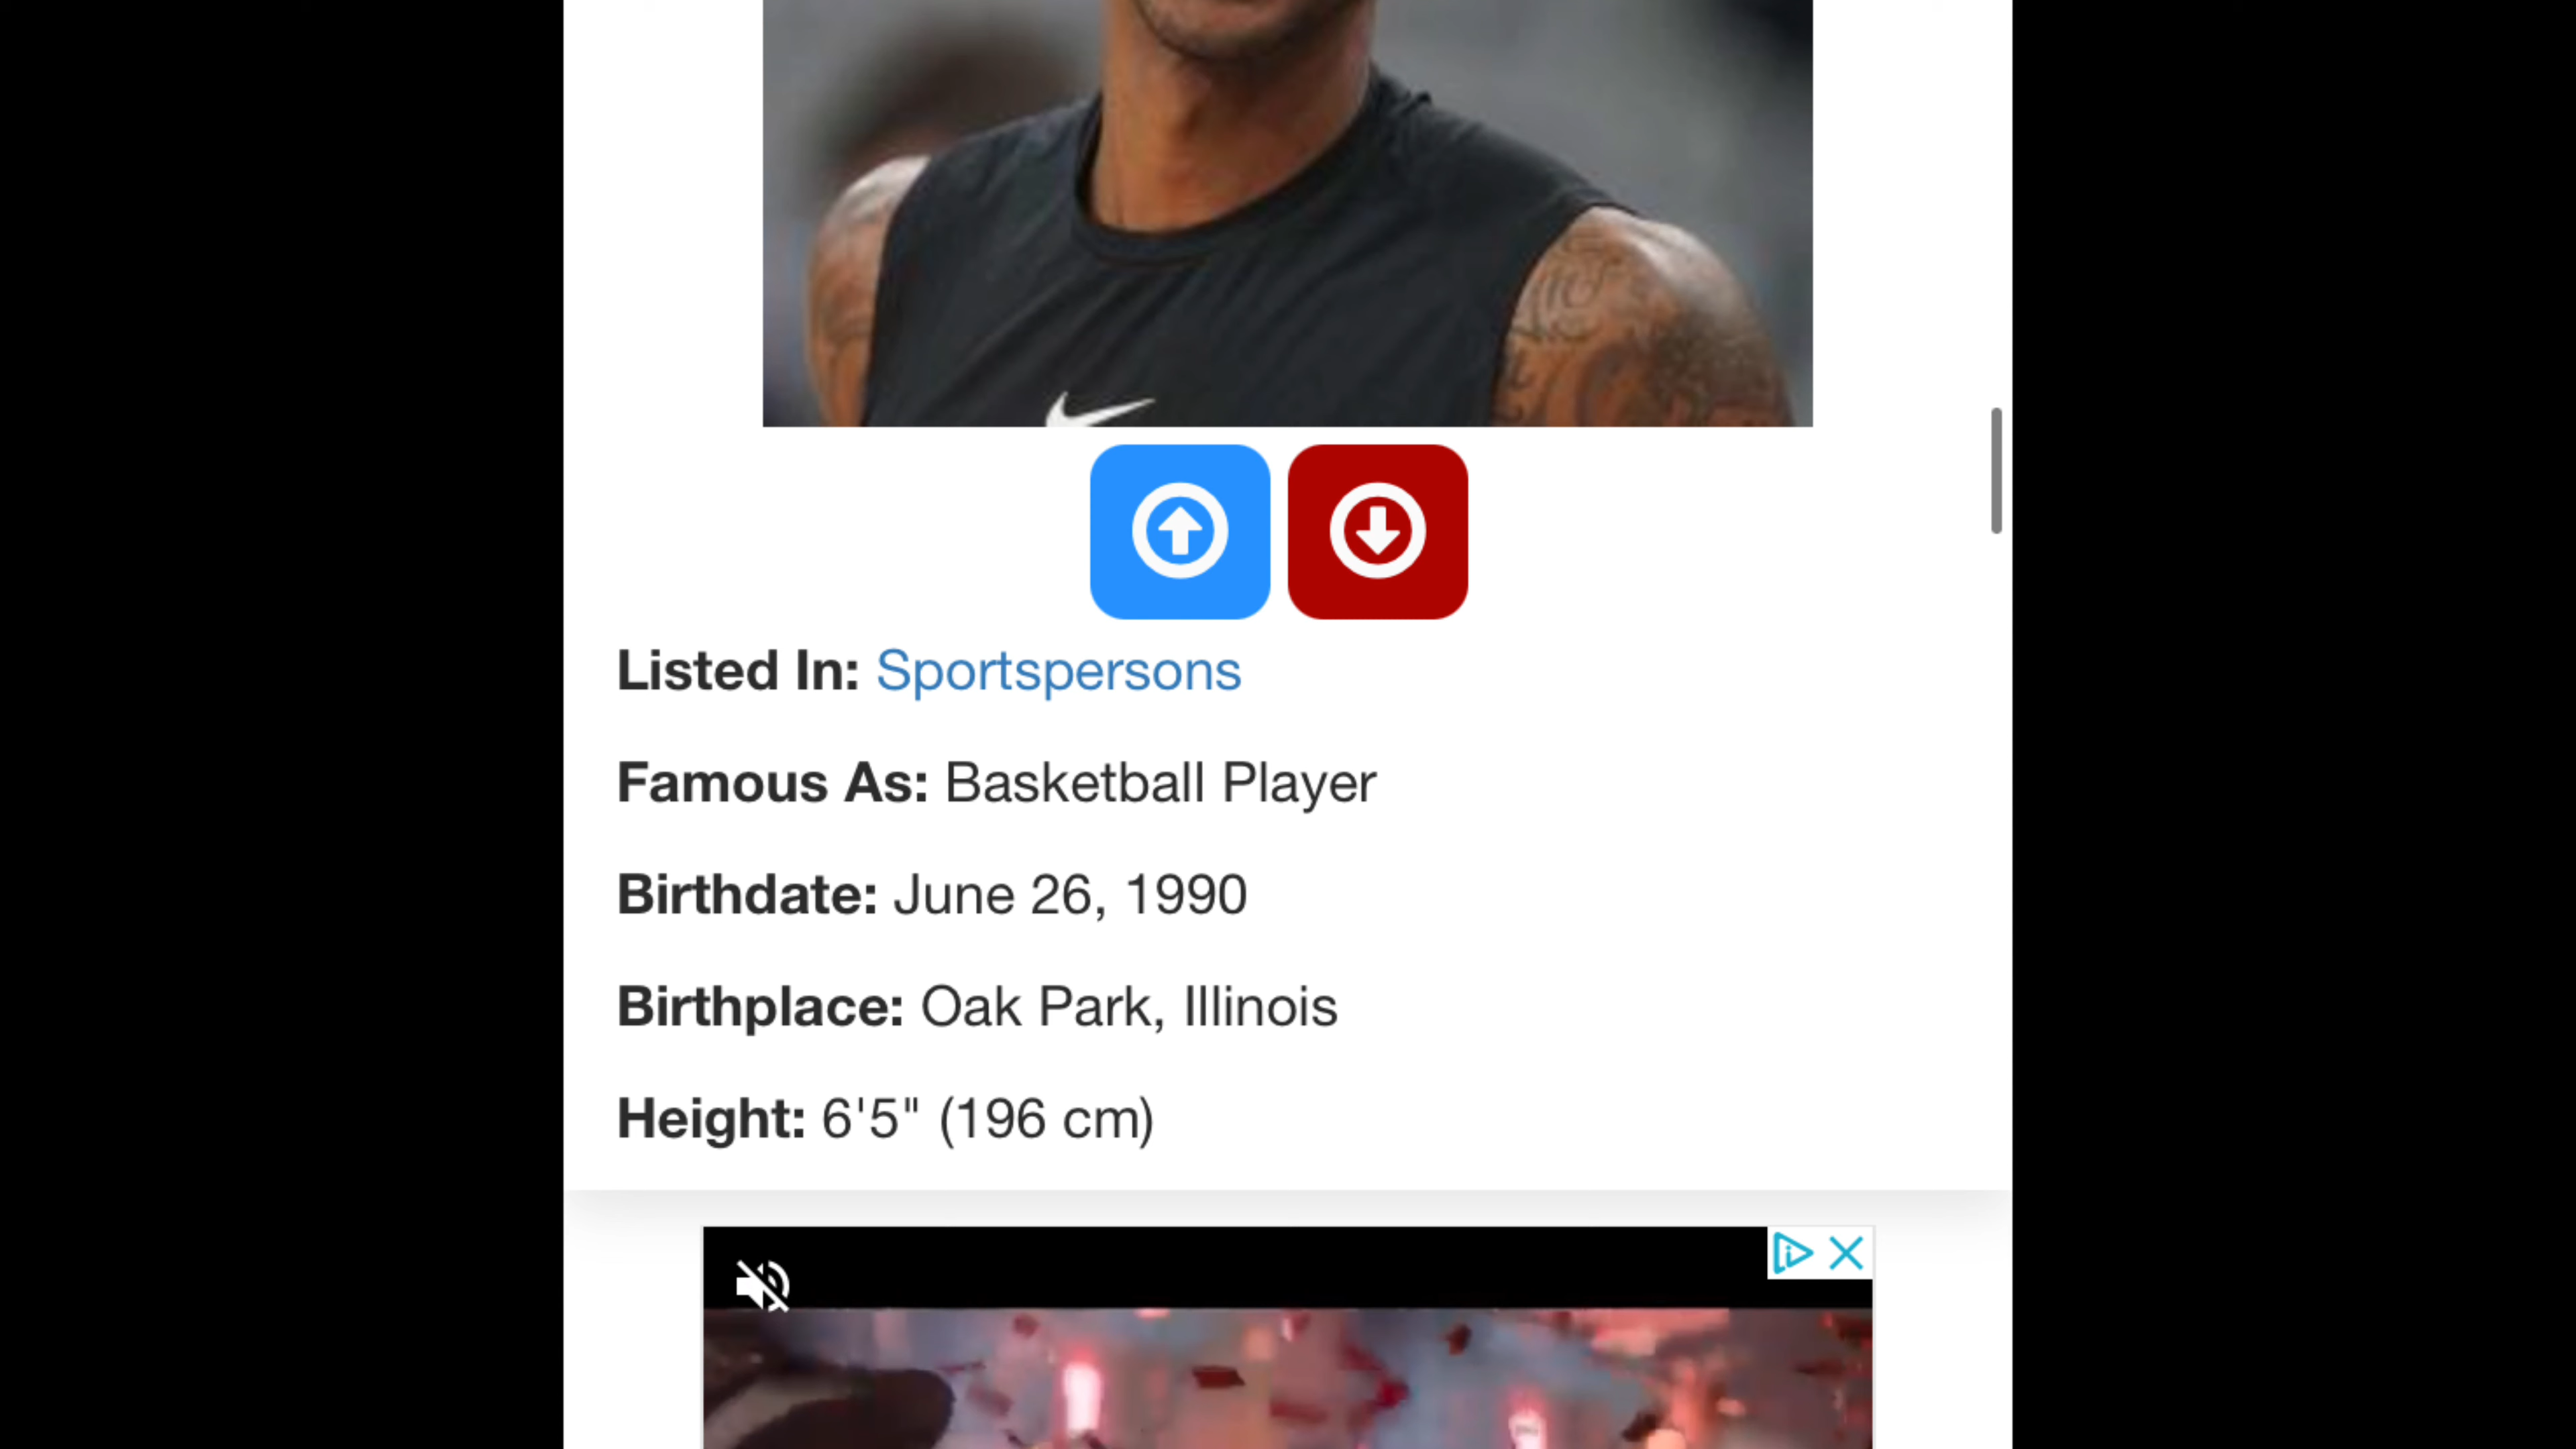 Listed In: Sportspersons
Famous As: Basketball Player
Birthdate: June 26, 1990
Birthplace: Oak Park, Illinois
Height: 6'5" (196 cm)